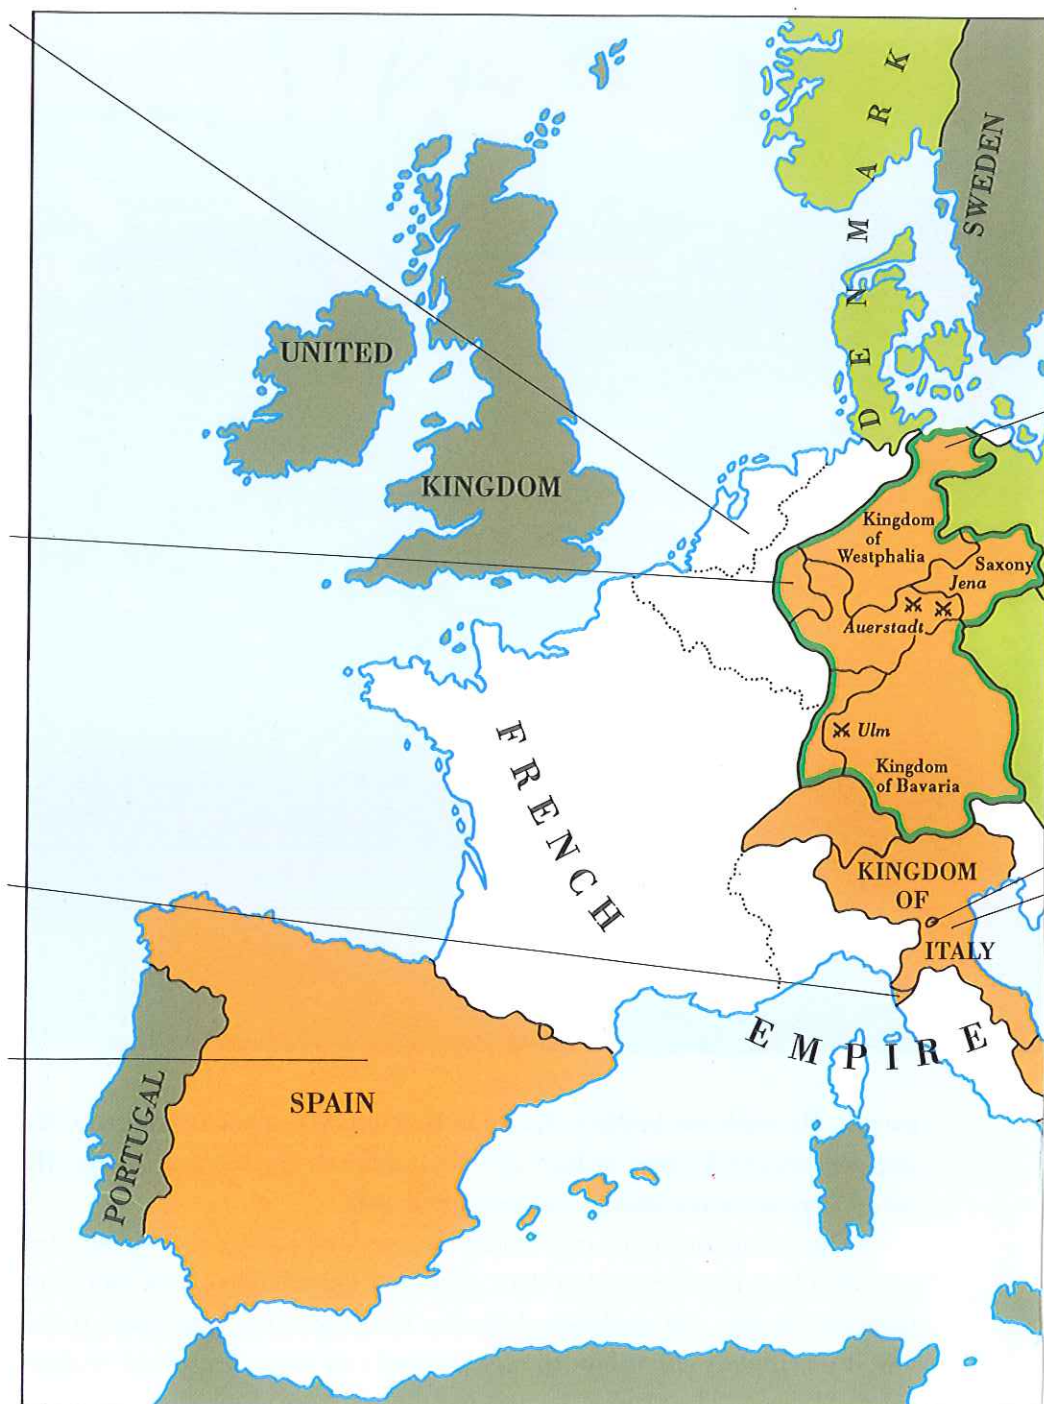 DENMARK
SWEDEN
UNITED
KINGDOM
Kingdom
of
Westphalia
Saxony
Jena
Auerstadt
Ulm
Kingdom
of Bavaria
FRENCH
EMPIRE
KINGDOM
OF
ITALY
SPAIN
PORTUGAL